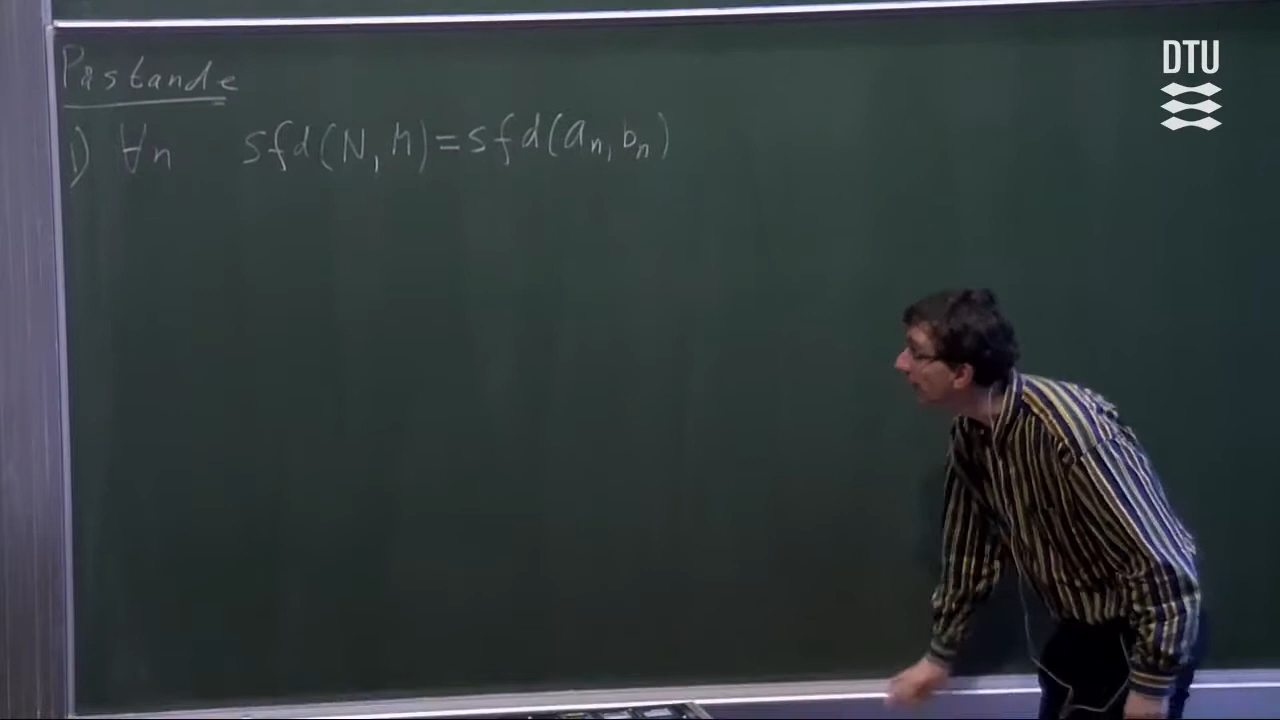 DTU
Påstande
1) ∀n sfd(N, M) = sfd(aₙ, bₙ)